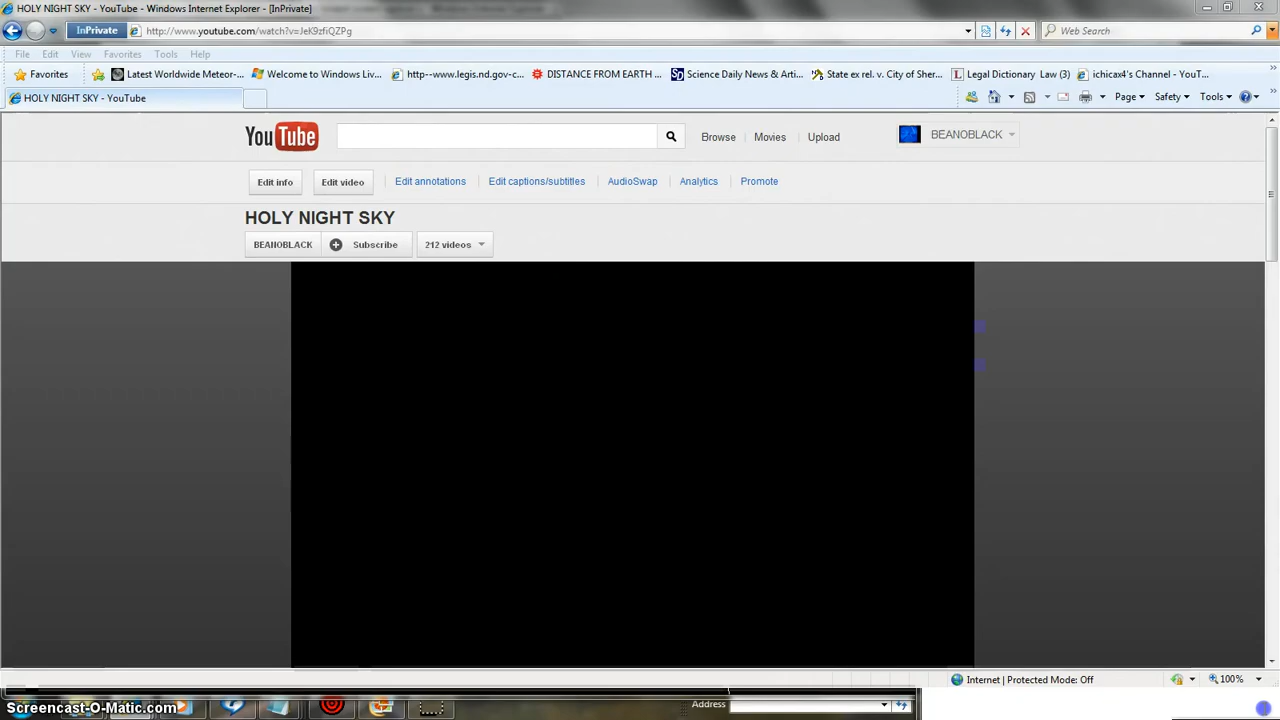 HOLY NIGHT SKY - YouTube - Windows Internet Explorer - [InPrivate]
InPrivate http://www.youtube.com/watch?v=JeK9zfiQZPg Web Search
File Edit View Favorites Tools Help
Favorites Latest Worldwide Meteor-... Welcome to Windows Liv... http--www.legis.nd.gov-c... DISTANCE FROM EARTH ... Science Daily News & Arti... State ex rel. v. City of Sher... Legal Dictionary Law (3) ichicax4's Channel - YouT...
HOLY NIGHT SKY - YouTube Page Safety Tools
YouTube Browse Movies Upload BEANOBLACK
Edit info Edit video Edit annotations Edit captions/subtitles AudioSwap Analytics Promote
HOLY NIGHT SKY
BEANOBLACK Subscribe 212 videos
Internet | Protected Mode: Off 100%
Screencast-O-Matic.com Address